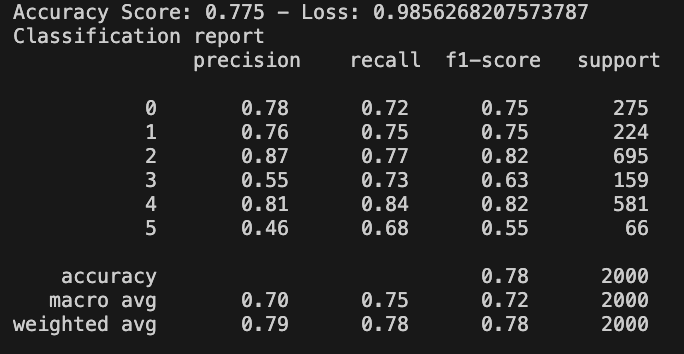 Accuracy Score: 0.775 - Loss: 0.9856268207573787
Classification report
precision recall f1-score support
0 0.78 0.72 0.75 275
1 0.76 0.75 0.75 224
2 0.87 0.77 0.82 695
3 0.55 0.73 0.63 159
4 0.81 0.84 0.82 581
5 0.46 0.68 0.55 66
accuracy 0.78 2000
macro avg 0.70 0.75 0.72 2000
weighted avg 0.79 0.78 0.78 2000